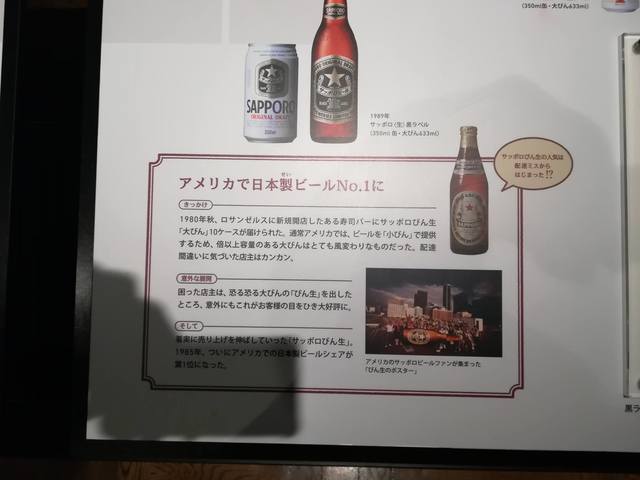 (350ml缶・大びん633ml)
SAPPORO
SAPPORO
ORIGINAL DRAFT
1989年
サッポロ〈生〉黒ラベル
(350ml 缶・大びん633ml)
サッポロびん生の人気は
配達ミスから
はじまった!?
アメリカで日本製ビールNo.1に
せい
きっかけ
1980年秋、ロサンゼルスに新規開店したある寿司バーにサッポロびん生
「大びん」10ケースが届けられた。通常アメリカでは、ビールを「小びん」で提供
するため、倍以上容量のある大びんはとても風変わりなものだった。配達
間違いに気づいた店主はカンカン。
意外な展開
困った店主は、恐る恐る大びんの「びん生」を出した
ところ、意外にもこれがお客様の目をひき大好評に。
そして
着実に売り上げを伸ばしていった「サッポロびん生」。
1985年、ついにアメリカでの日本製ビールシェアが
第1位になった。
アメリカのサッポロビールファンが集まった
「びん生のポスター」
黒ラ